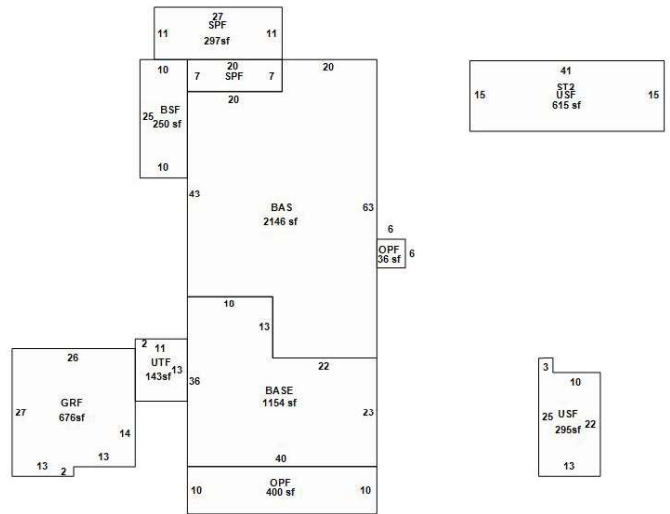 27
SPF
11 11
297sf
10 20 20
7 SPF 7
20
BSF
25
250 sf
10
43 63
BAS
2146 sf
6
OPF 6
36 sf
41
ST2
15 USF 15
615 sf
10
13
22
2 11
UTF
13
143sf
36
BASE
1154 sf
23
26
GRF
27 676sf
14
13 13
2
40
OPF
10 10
400 sf
3
10
USF
25 22
295sf
13